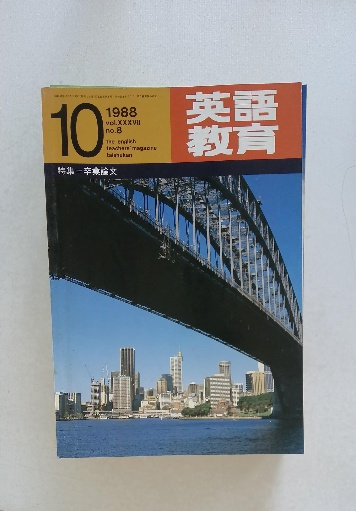 10
1988
vol.XXXVII
no.8
the english
teachers' magazine
taishukan
英語
教育
特集—卒業論文